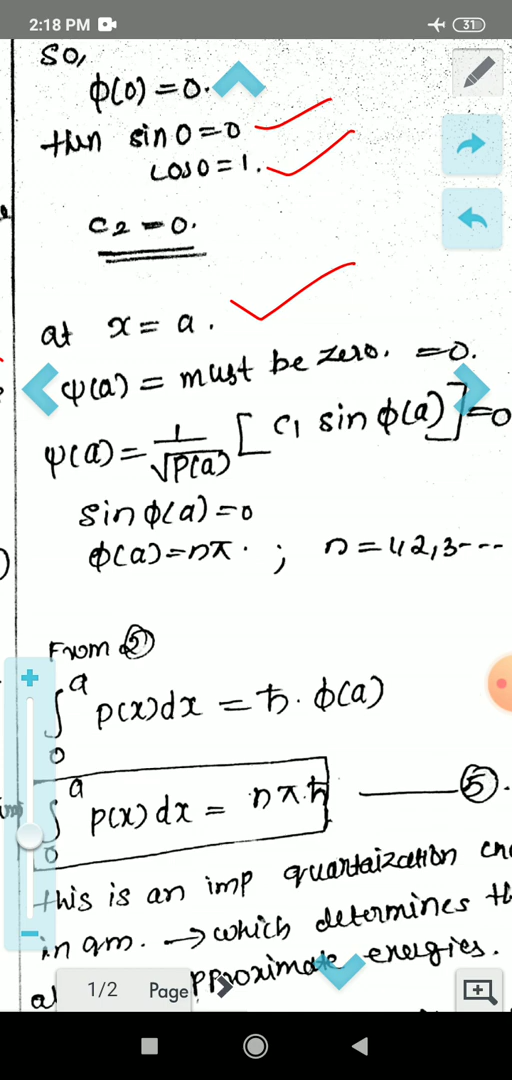 2:18 PM 31
So,
ϕ(0) = 0.
then sin 0 = 0
cos 0 = 1.
C2 = 0.
at x = a.
ψ(a) = must be zero. = 0.
ψ(a) = 1/√P(a) [ C1 sin ϕ(a) ] = 0
sin ϕ(a) = 0
ϕ(a) = nπ. ; n = 1, 2, 3 ----
From ⑤
∫₀ᵃ p(x)dx = ħ. ϕ(a)
∫₀ᵃ p(x) dx = nπ.ħ ——— ⑤.
this is an imp quartaization
in qm. → which determines
approximate energies.
1/2 Page